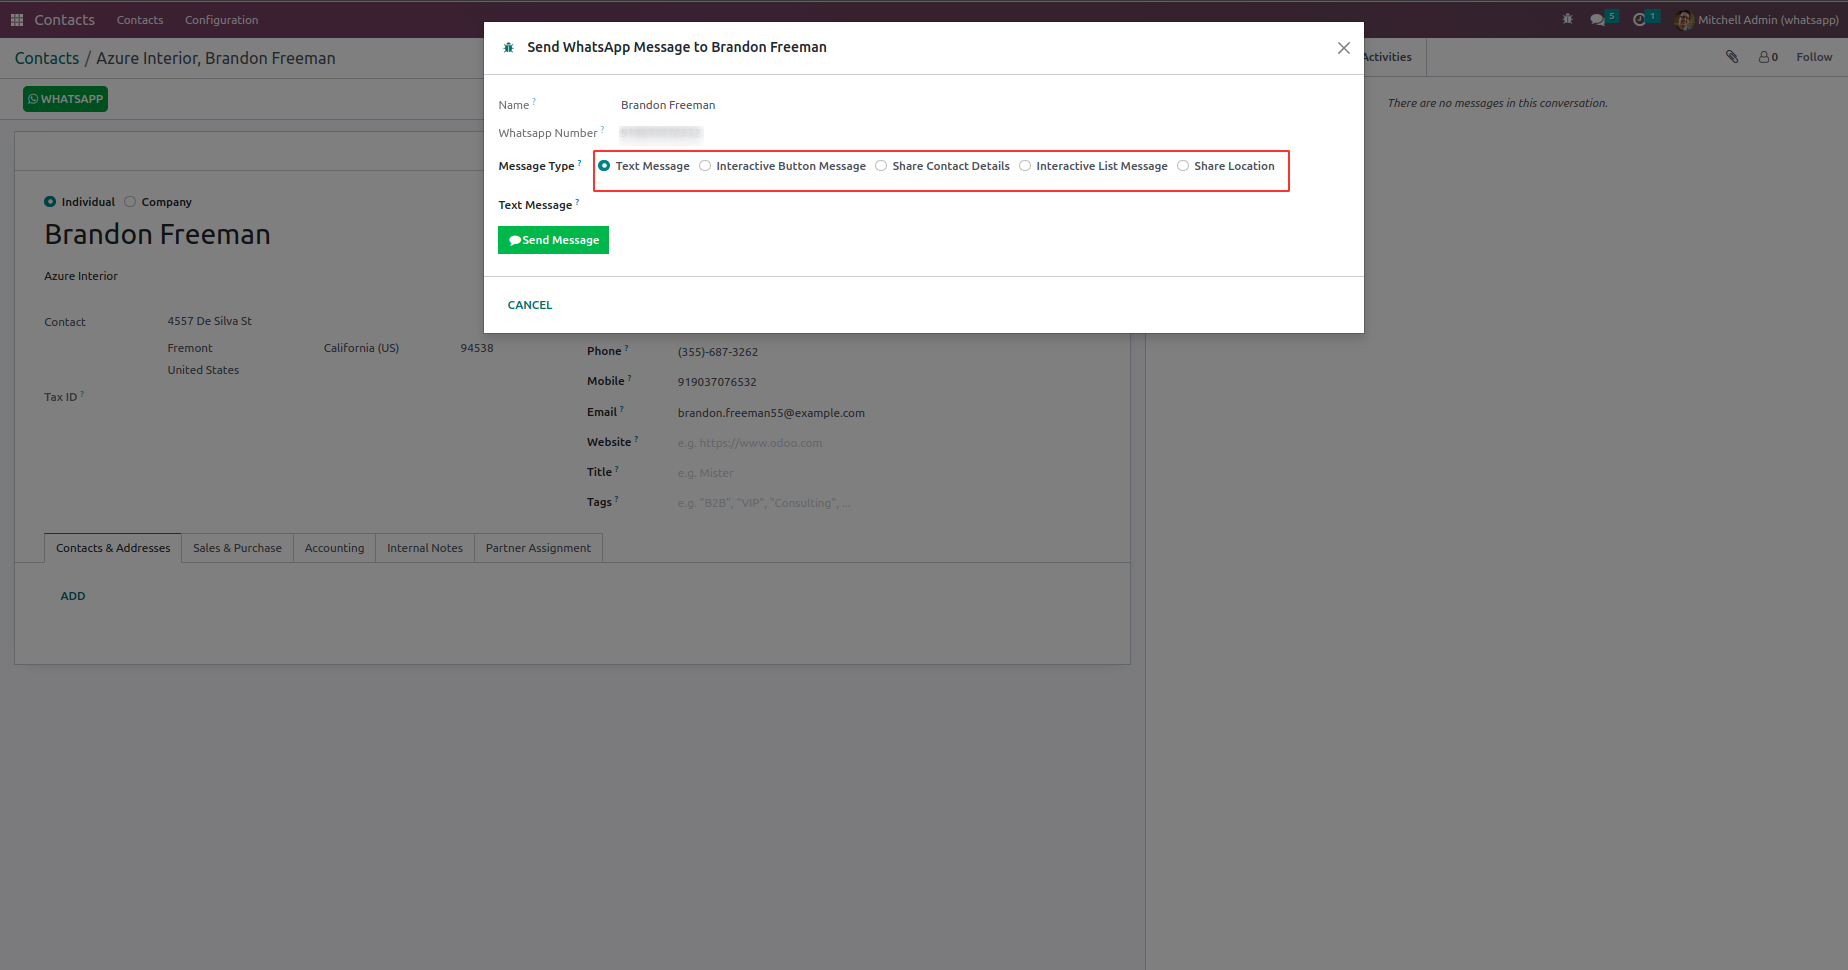 Contacts Contacts Configuration 5 1 Mitchell Admin (whatsapp)
Contacts / Azure Interior, Brandon Freeman
Activities 0 Follow
WHATSAPP
There are no messages in this conversation.
Send WhatsApp Message to Brandon Freeman
Name ? Brandon Freeman
Whatsapp Number ?
Message Type ? Text Message Interactive Button Message Share Contact Details Interactive List Message Share Location
Text Message ?
Send Message
CANCEL
Individual Company
Brandon Freeman
Azure Interior
Contact 4557 De Silva St
Fremont California (US) 94538
United States
Tax ID ?
Phone ? (355)-687-3262
Mobile ? 919037076532
Email ? brandon.freeman55@example.com
Website ? e.g. https://www.odoo.com
Title ? e.g. Mister
Tags ? e.g. "B2B", "VIP", "Consulting", ...
Contacts & Addresses Sales & Purchase Accounting Internal Notes Partner Assignment
ADD